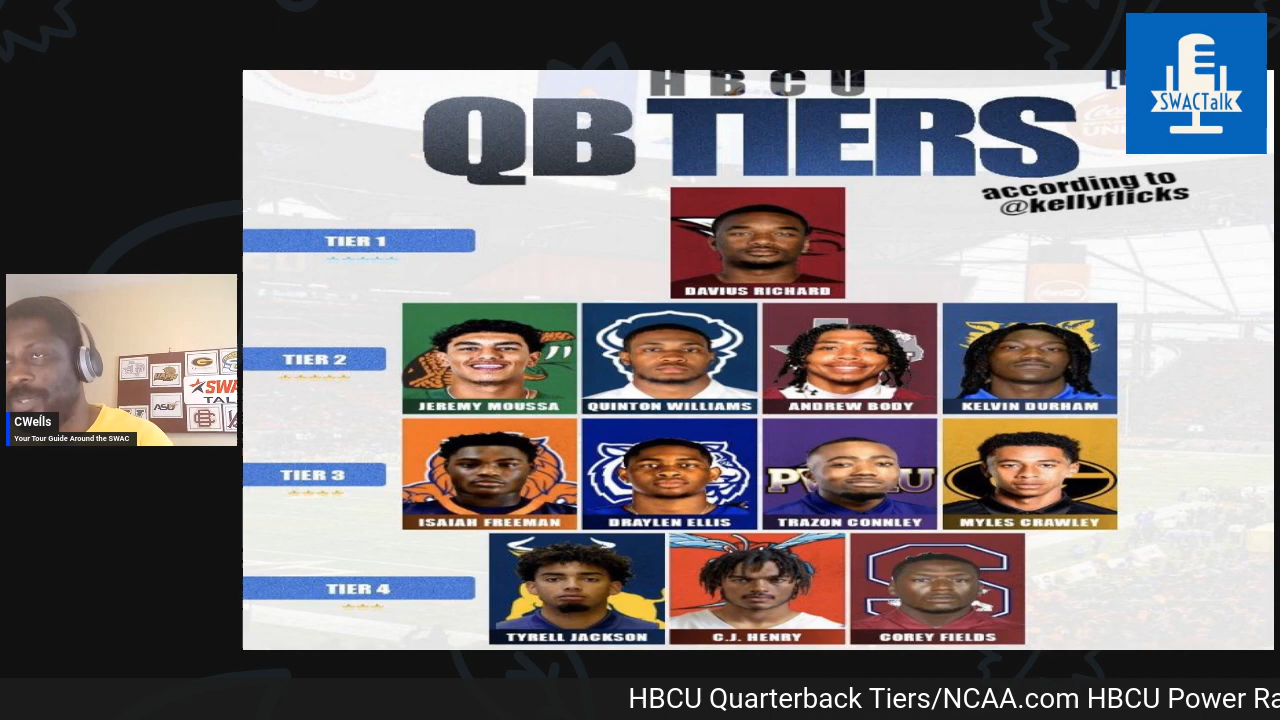 HBCU
QB TIERS
according to
@kellyflicks
SWACTalk
TIER 1
DAVIUS RICHARD
TIER 2
JEREMY MOUSSA
QUINTON WILLIAMS
ANDREW BODY
KELVIN DURHAM
TIER 3
ISAIAH FREEMAN
DRAYLEN ELLIS
TRAZON CONNLEY
MYLES CRAWLEY
TIER 4
TYRELL JACKSON
C.J. HENRY
COREY FIELDS
CWells
Your Tour Guide Around the SWAC
HBCU Quarterback Tiers/NCAA.com HBCU Power Ra